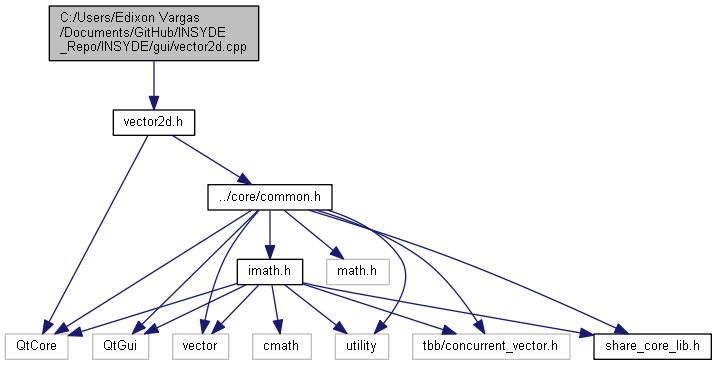 C:/Users/Edixon Vargas
/Documents/GitHub/INSYDE
_Repo/INSYDE/gui/vector2d.cpp
vector2d.h
../core/common.h
imath.h
math.h
QtCore
QtGui
vector
cmath
utility
tbb/concurrent_vector.h
share_core_lib.h